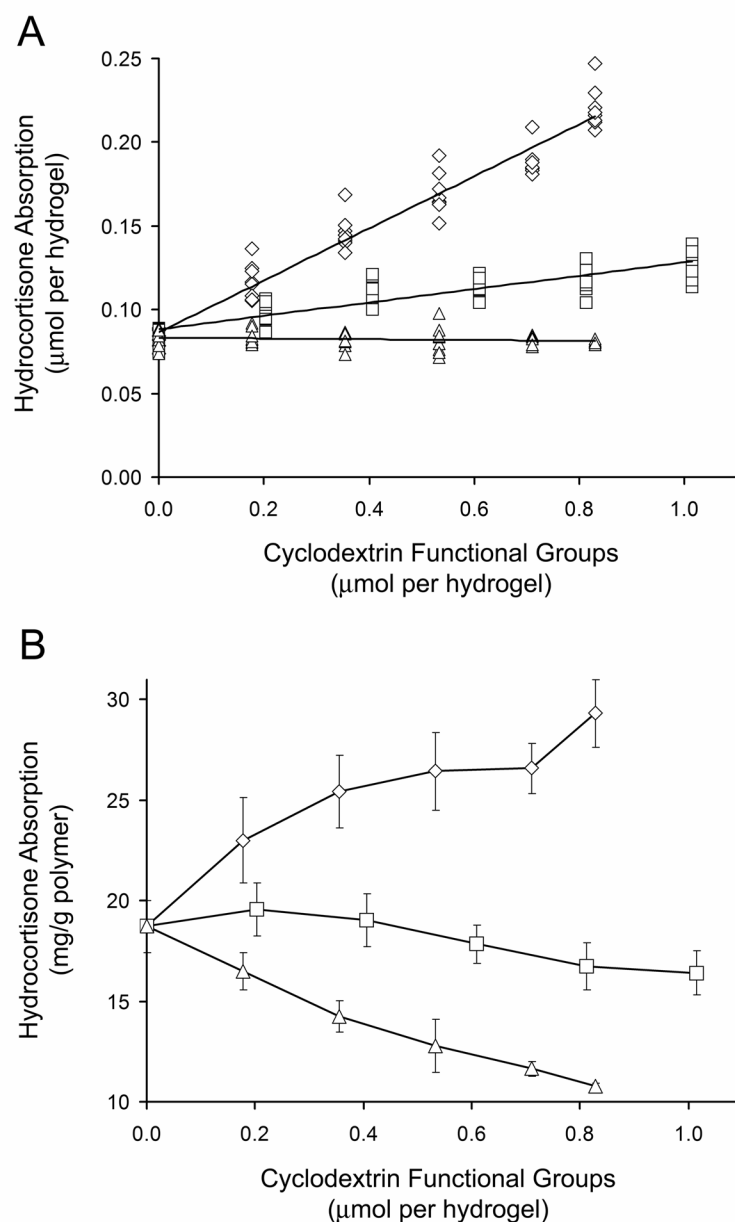 A
Hydrocortisone Absorption
(μmol per hydrogel)
0.25
0.20
0.15
0.10
0.05
0.00
0.0 0.2 0.4 0.6 0.8 1.0
Cyclodextrin Functional Groups
(μmol per hydrogel)
B
Hydrocortisone Absorption
(mg/g polymer)
30
25
20
15
10
0.0 0.2 0.4 0.6 0.8 1.0
Cyclodextrin Functional Groups
(μmol per hydrogel)